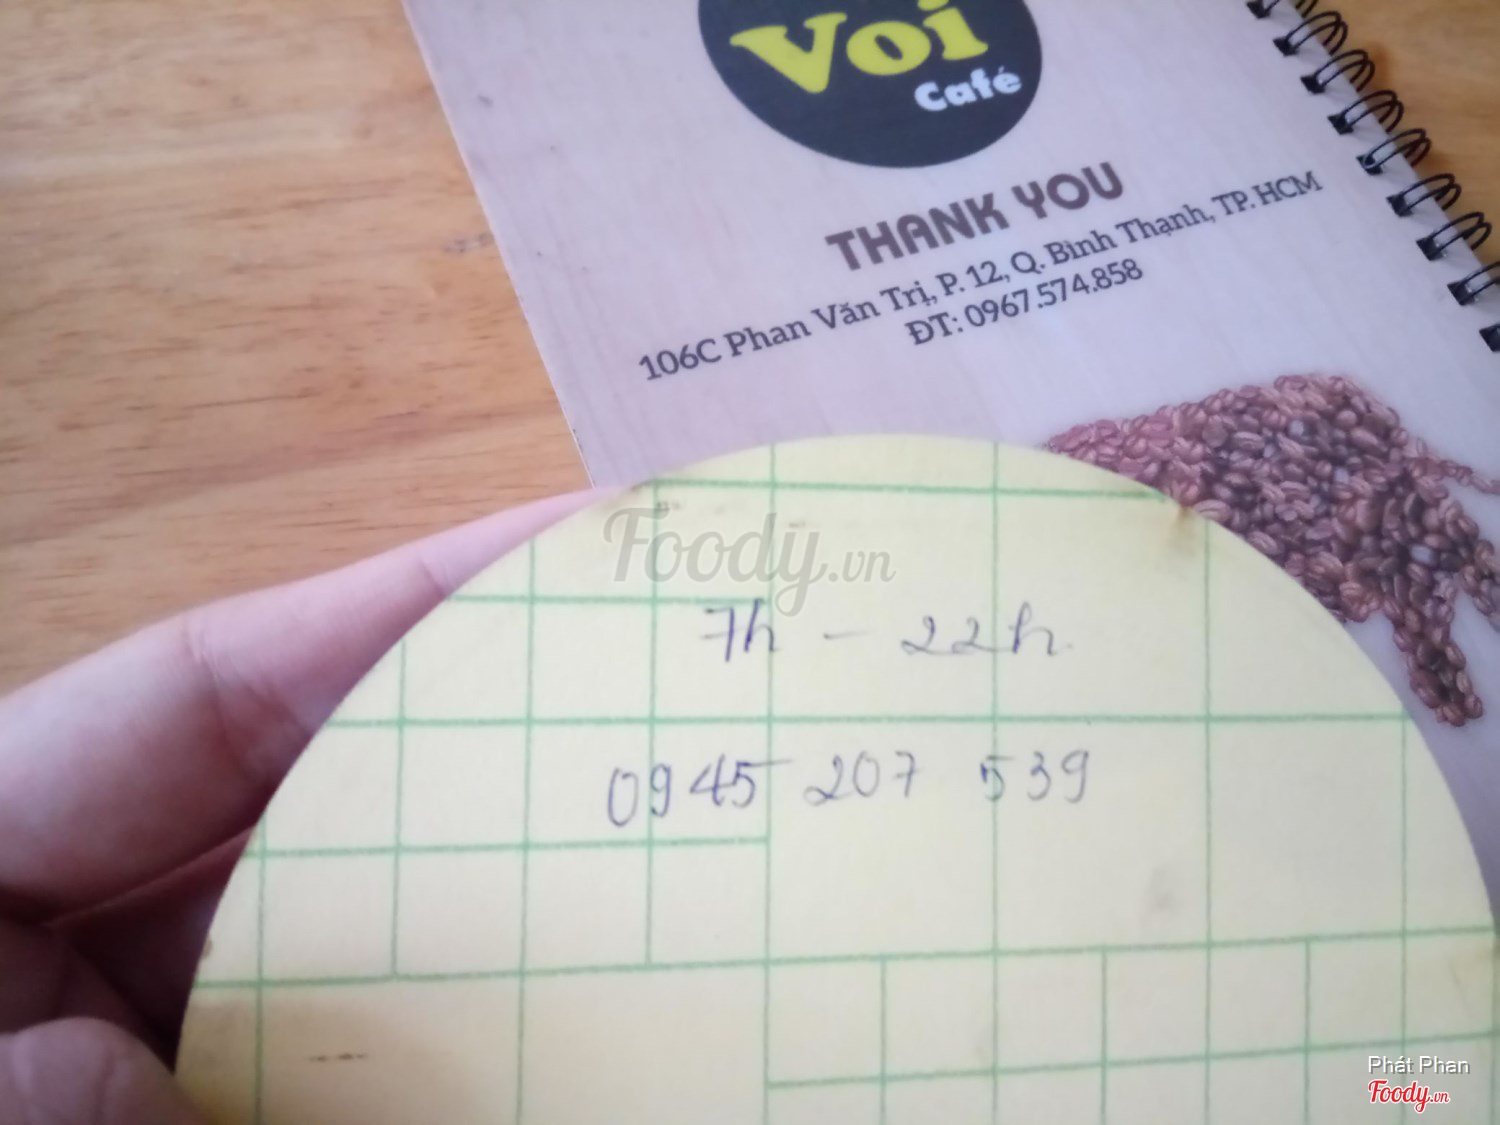 Voi
Café
THANK YOU
106C Phan Văn Trị, P. 12, Q. Bình Thạnh, TP. HCM
ĐT: 0967.574.858
Foody.vn
7h - 22h
0945 207 539
Phát Phan
Foody.vn